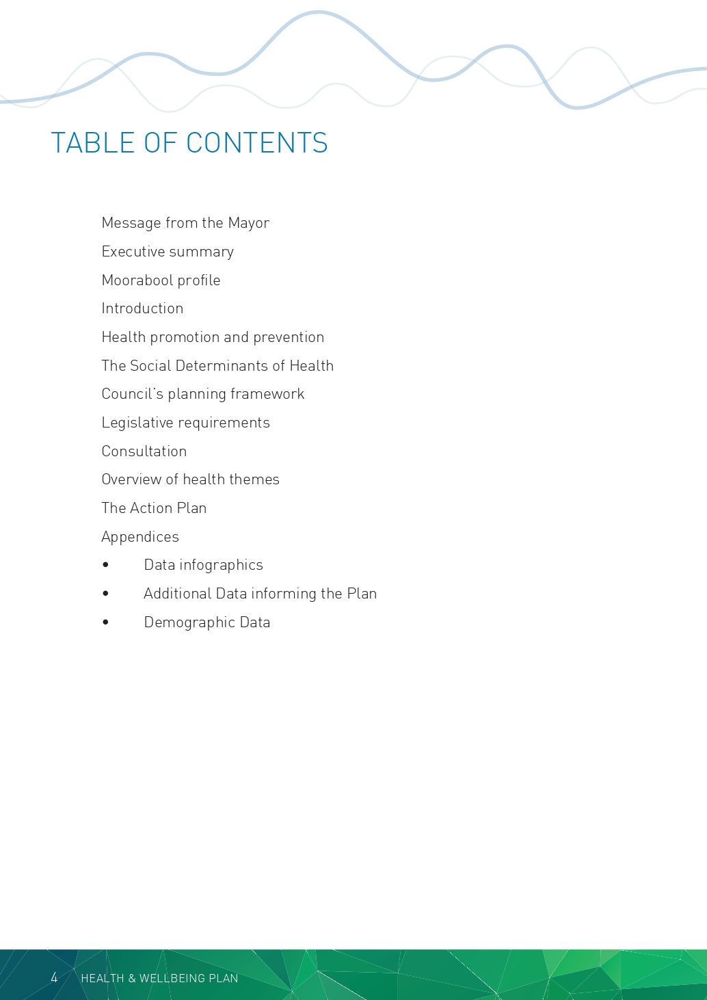 TABLE OF CONTENTS
Message from the Mayor
Executive summary
Moorabool profile
Introduction
Health promotion and prevention
The Social Determinants of Health
Council’s planning framework
Legislative requirements
Consultation
Overview of health themes
The Action Plan
Appendices
• Data infographics
• Additional Data informing the Plan
• Demographic Data
4 HEALTH & WELLBEING PLAN